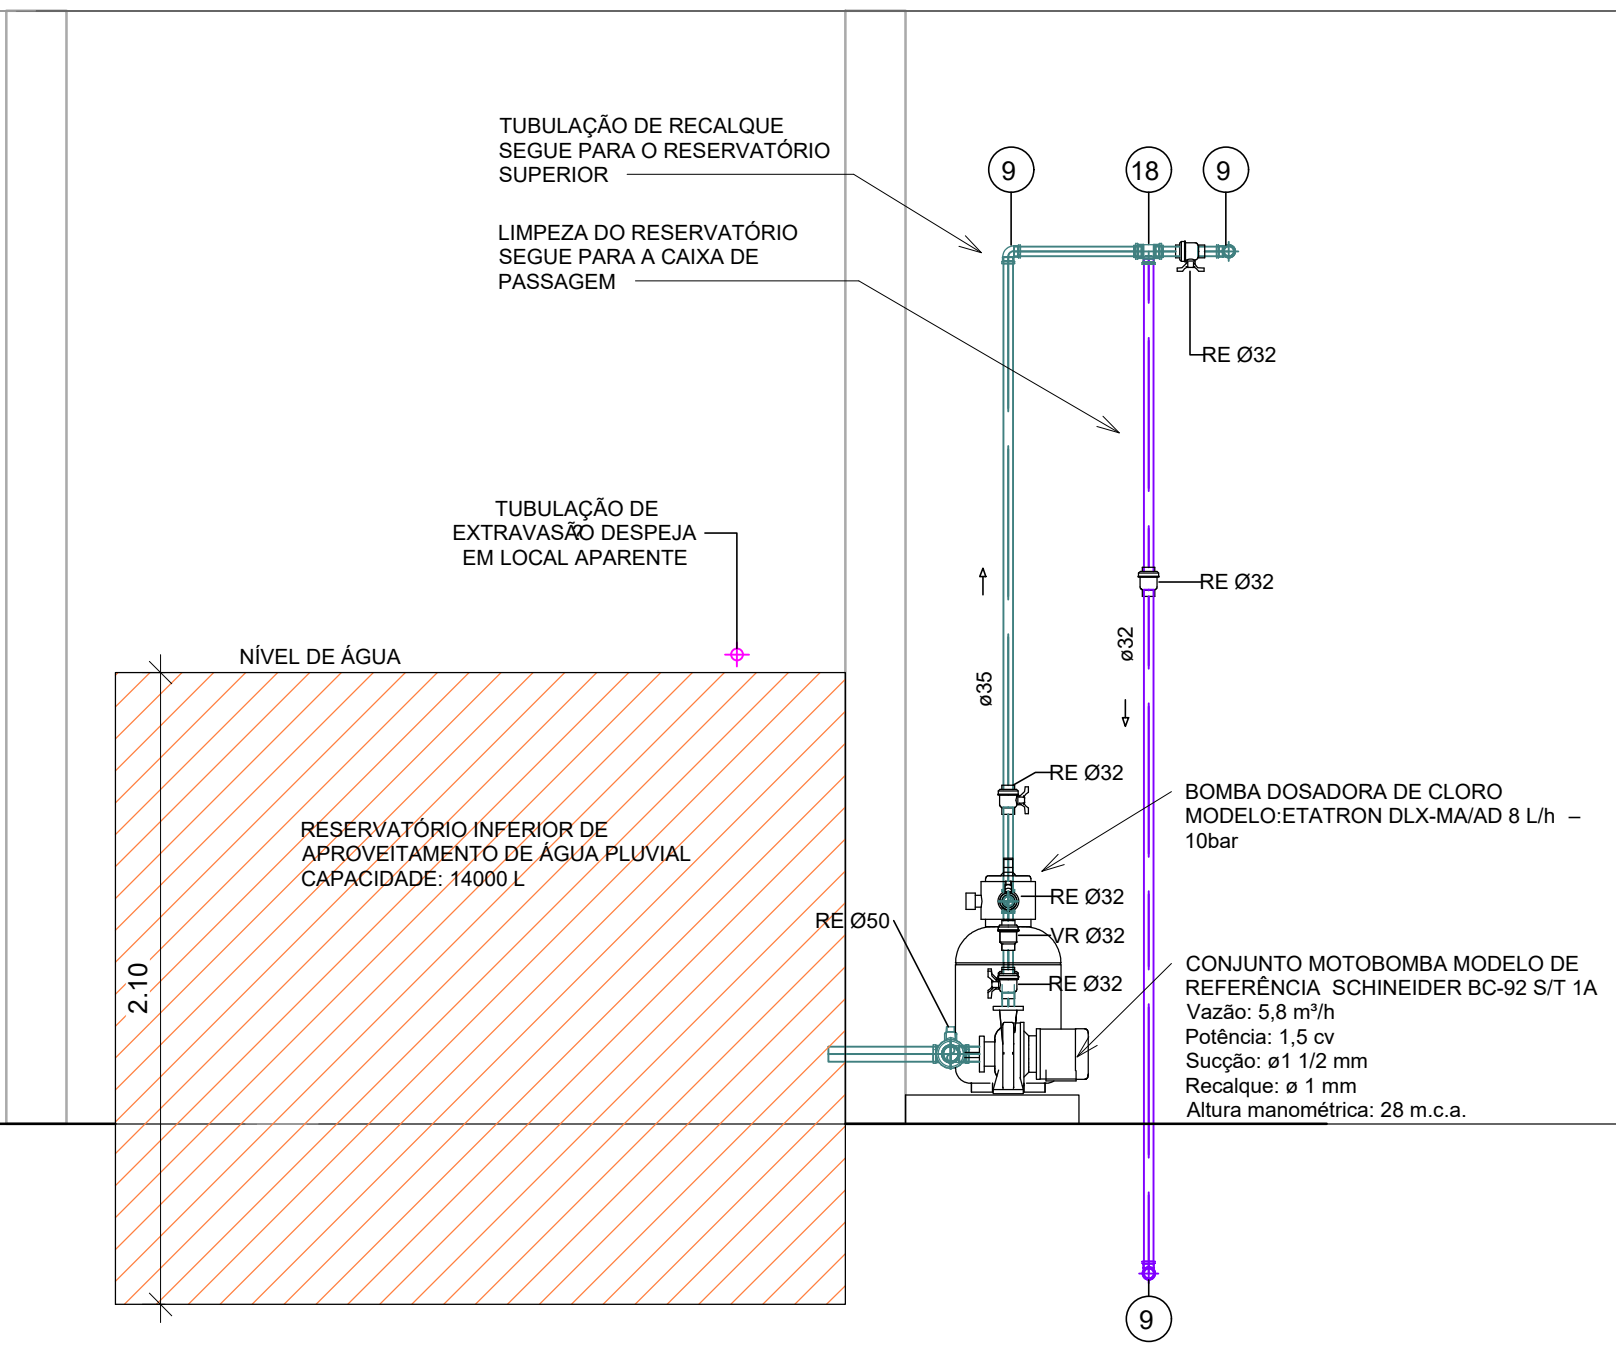 TUBULAÇÃO DE RECALQUE
SEGUE PARA O RESERVATÓRIO
SUPERIOR
9
18
9
LIMPEZA DO RESERVATÓRIO
SEGUE PARA A CAIXA DE
PASSAGEM
RE Ø32
TUBULAÇÃO DE
EXTRAVASÃO DESPEJA
EM LOCAL APARENTE
RE Ø32
ø32
NÍVEL DE ÁGUA
ø35
RE Ø32
BOMBA DOSADORA DE CLORO
MODELO:ETATRON DLX-MA/AD 8 L/h –
10bar
RESERVATÓRIO INFERIOR DE
APROVEITAMENTO DE ÁGUA PLUVIAL
CAPACIDADE: 14000 L
RE Ø32
RE Ø50
VR Ø32
RE Ø32
2.10
CONJUNTO MOTOBOMBA MODELO DE
REFERÊNCIA SCHINEIDER BC-92 S/T 1A
Vazão: 5,8 m³/h
Potência: 1,5 cv
Sucção: ø1 1/2 mm
Recalque: ø 1 mm
Altura manométrica: 28 m.c.a.
9